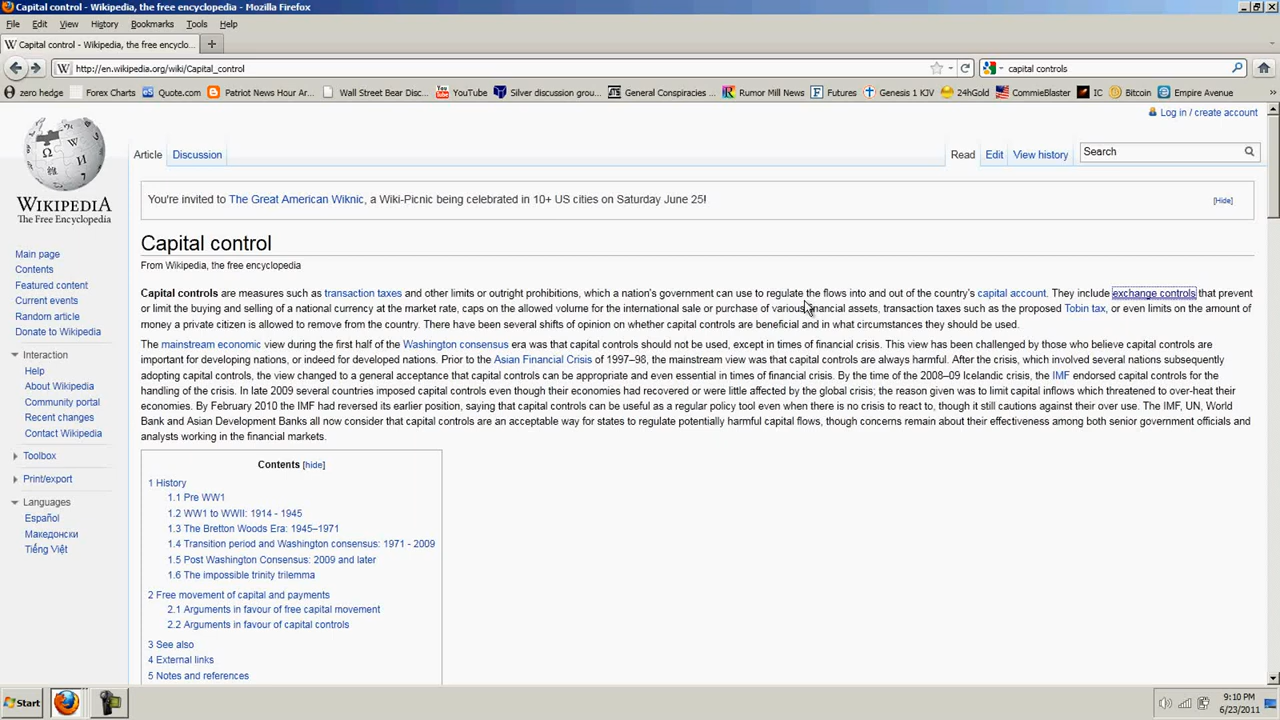 Capital control - Wikipedia, the free encyclopedia - Mozilla Firefox
File Edit View History Bookmarks Tools Help
Capital control - Wikipedia, the free encyclo...
http://en.wikipedia.org/wiki/Capital_control capital controls
zero hedge Forex Charts Quote.com Patriot News Hour Ar... Wall Street Bear Disc... YouTube Silver discussion grou... General Conspiracies ... Rumor Mill News Futures Genesis 1 KJV 24hGold CommieBlaster IC Bitcoin Empire Avenue
Log in / create account
Article Discussion Read Edit View history Search
WIKIPEDIA
The Free Encyclopedia
Main page
Contents
Featured content
Current events
Random article
Donate to Wikipedia
Interaction
Help
About Wikipedia
Community portal
Recent changes
Contact Wikipedia
Toolbox
Print/export
Languages
Español
Македонски
Tiếng Việt
You're invited to The Great American Wiknic, a Wiki-Picnic being celebrated in 10+ US cities on Saturday June 25! [Hide]
Capital control
From Wikipedia, the free encyclopedia
Capital controls are measures such as transaction taxes and other limits or outright prohibitions, which a nation's government can use to regulate the flows into and out of the country's capital account. They include exchange controls that prevent
or limit the buying and selling of a national currency at the market rate, caps on the allowed volume for the international sale or purchase of various financial assets, transaction taxes such as the proposed Tobin tax, or even limits on the amount of
money a private citizen is allowed to remove from the country. There have been several shifts of opinion on whether capital controls are beneficial and in what circumstances they should be used.
The mainstream economic view during the first half of the Washington consensus era was that capital controls should not be used, except in times of financial crisis. This view has been challenged by those who believe capital controls are
important for developing nations, or indeed for developed nations. Prior to the Asian Financial Crisis of 1997–98, the mainstream view was that capital controls are always harmful. After the crisis, which involved several nations subsequently
adopting capital controls, the view changed to a general acceptance that capital controls can be appropriate and even essential in times of financial crisis. By the time of the 2008–09 Icelandic crisis, the IMF endorsed capital controls for the
handling of the crisis. In late 2009 several countries imposed capital controls even though their economies had recovered or were little affected by the global crisis; the reason given was to limit capital inflows which threatened to over-heat their
economies. By February 2010 the IMF had reversed its earlier position, saying that capital controls can be useful as a regular policy tool even when there is no crisis to react to, though it still cautions against their over use. The IMF, UN, World
Bank and Asian Development Banks all now consider that capital controls are an acceptable way for states to regulate potentially harmful capital flows, though concerns remain about their effectiveness among both senior government officials and
analysts working in the financial markets.
Contents [hide]
1 History
1.1 Pre WW1
1.2 WW1 to WWII: 1914 - 1945
1.3 The Bretton Woods Era: 1945–1971
1.4 Transition period and Washington consensus: 1971 - 2009
1.5 Post Washington Consensus: 2009 and later
1.6 The impossible trinity trilemma
2 Free movement of capital and payments
2.1 Arguments in favour of free capital movement
2.2 Arguments in favour of capital controls
3 See also
4 External links
5 Notes and references
Start
9:10 PM
6/23/2011